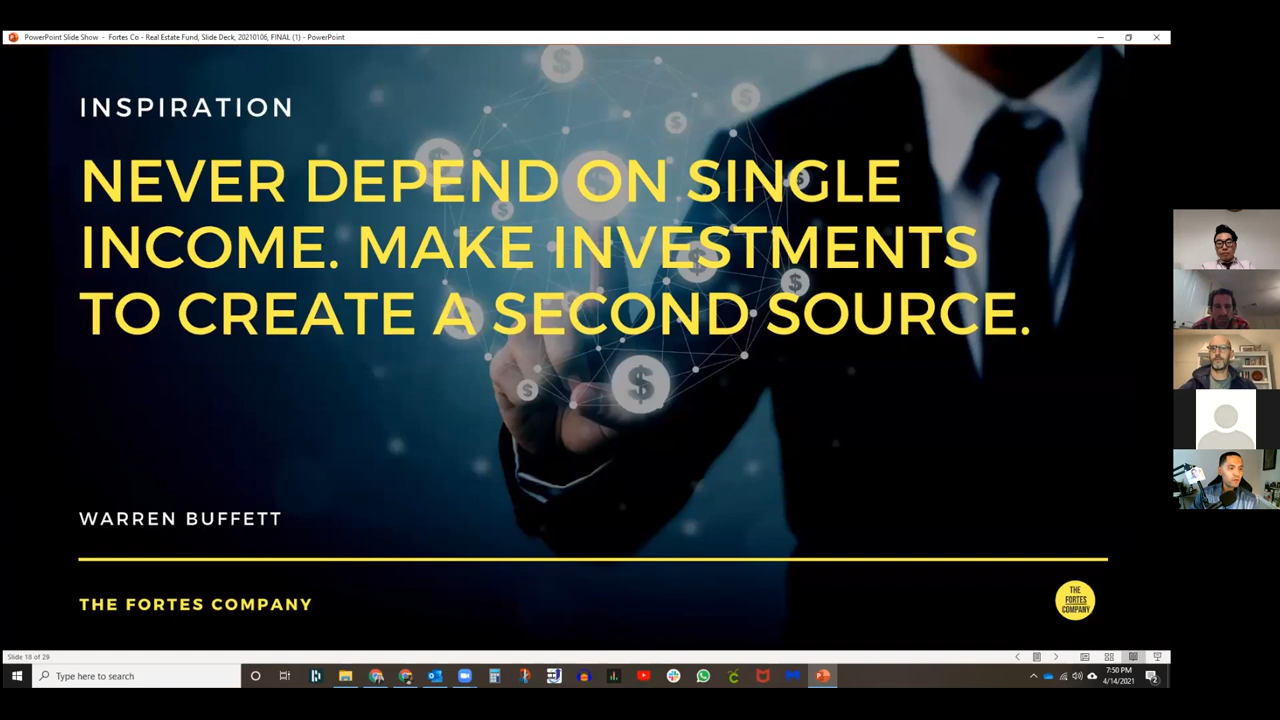 PowerPoint Slide Show - Fortes Co - Real Estate Fund, Slide Deck, 20210106, FINAL (1) - PowerPoint
INSPIRATION
NEVER DEPEND ON SINGLE
INCOME. MAKE INVESTMENTS
TO CREATE A SECOND SOURCE.
WARREN BUFFETT
THE FORTES COMPANY
THE
FORTES
COMPANY
Slide 18 of 29
Type here to search
7:50 PM
4/14/2021
2